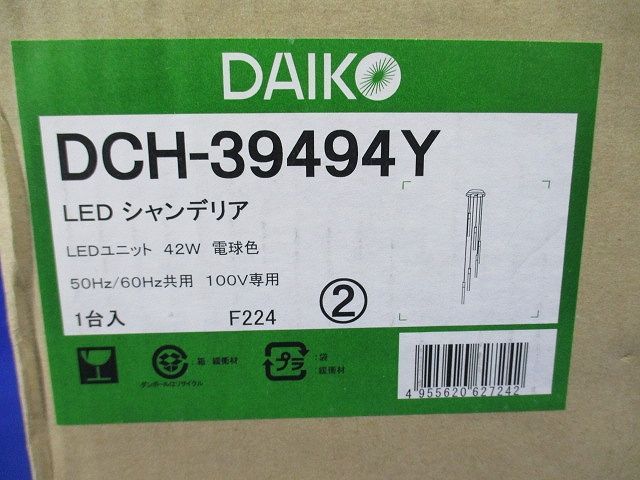 DAIKO
DCH-39494Y
LED シャンデリア
LEDユニット 42W 電球色
50Hz/60Hz共用 100V専用
1台入 F224 ②
箱・緩衝材
ダンボールはリサイクル
プラ
:袋
:緩衝材
4 955620 627242